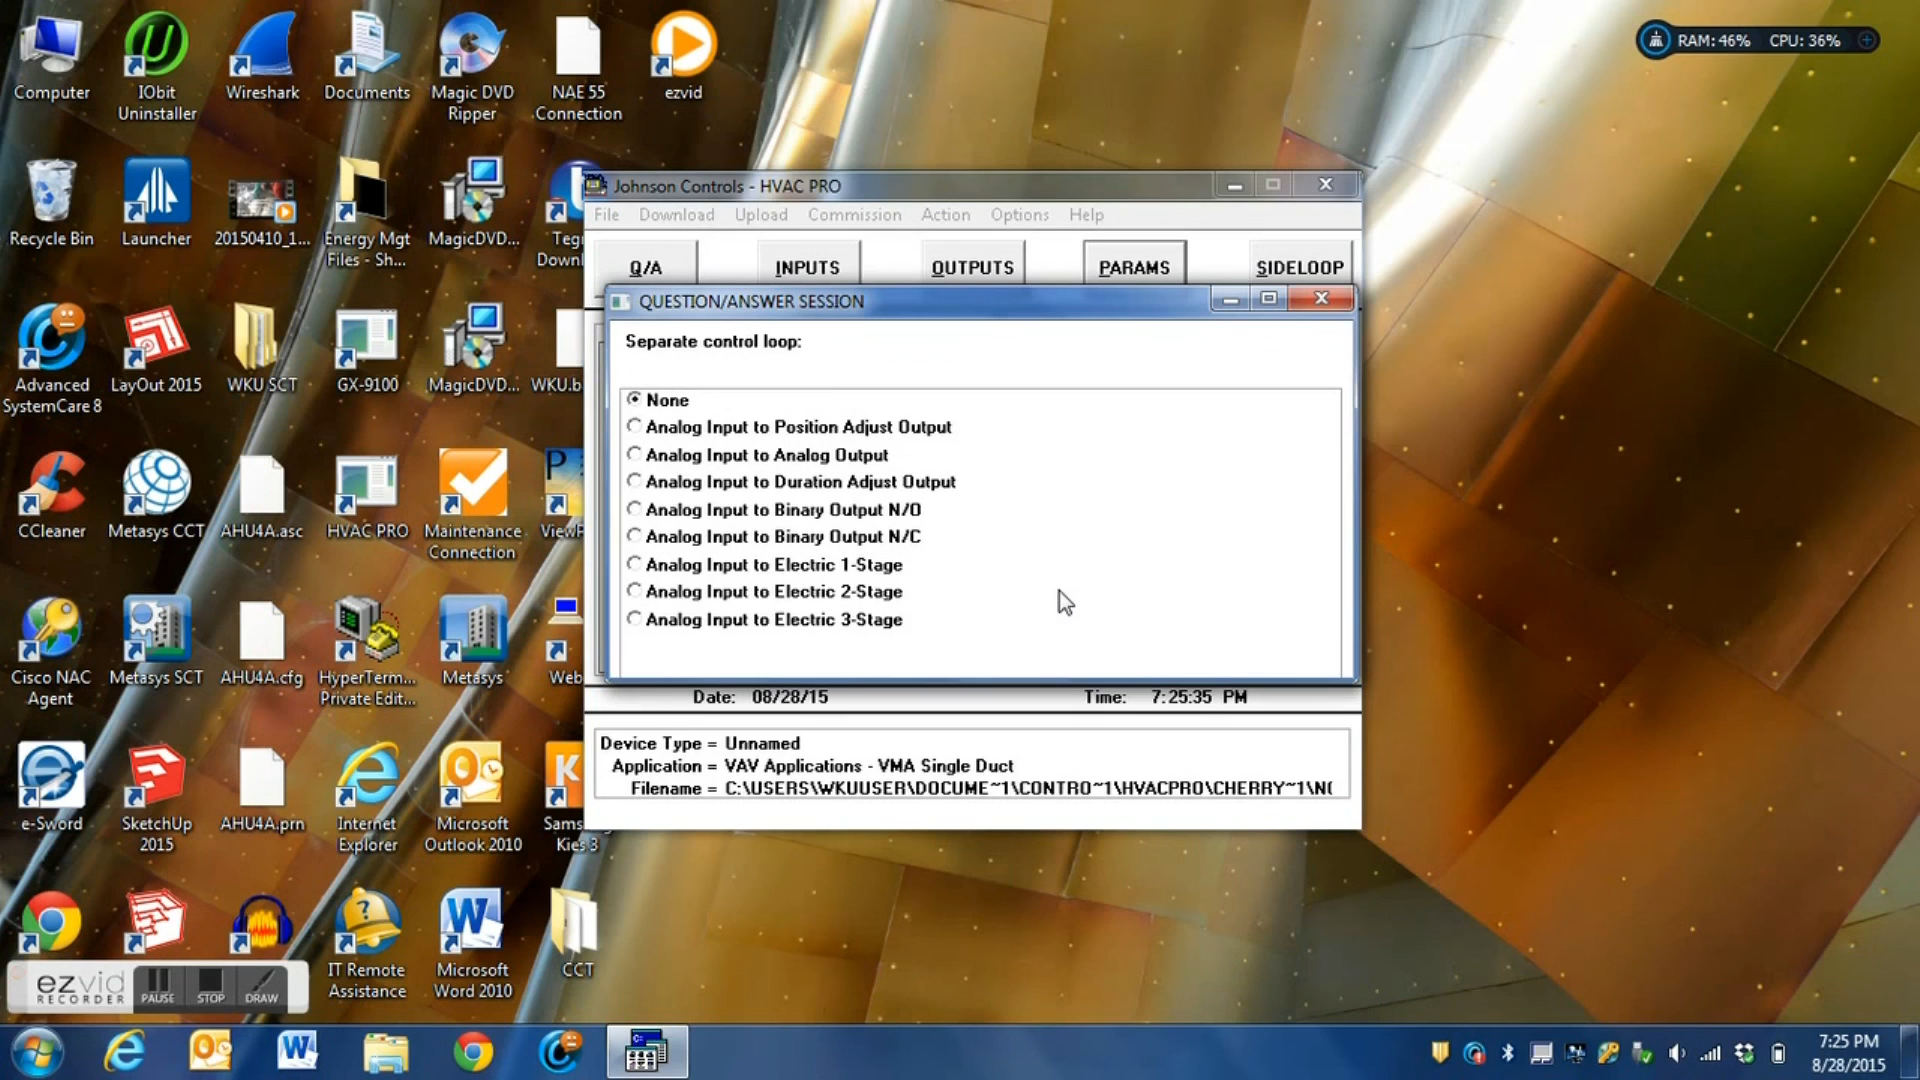 Computer
IObit
Uninstaller
Wireshark
Documents
Magic DVD
Ripper
NAE 55
Connection
ezvid
RAM: 46% CPU: 36%
Recycle Bin
Launcher
20150410_1...
Energy Mgt
Files - Sh...
MagicDVD...
Tegr
Downl
Advanced
SystemCare 8
LayOut 2015
WKU SCT
GX-9100
MagicDVD...
WKU.b
CCleaner
Metasys CCT
AHU4A.asc
HVAC PRO
Maintenance
Connection
ViewF
Cisco NAC
Agent
Metasys SCT
AHU4A.cfg
HyperTerm...
Private Edit...
Metasys
Web
e-Sword
SketchUp
2015
AHU4A.prn
Internet
Explorer
Microsoft
Outlook 2010
Sams
Kies 3
IT Remote
Assistance
Microsoft
Word 2010
CCT
Johnson Controls - HVAC PRO
File Download Upload Commission Action Options Help
Q/A INPUTS OUTPUTS PARAMS SIDELOOP
QUESTION/ANSWER SESSION
Separate control loop:
None
Analog Input to Position Adjust Output
Analog Input to Analog Output
Analog Input to Duration Adjust Output
Analog Input to Binary Output N/O
Analog Input to Binary Output N/C
Analog Input to Electric 1-Stage
Analog Input to Electric 2-Stage
Analog Input to Electric 3-Stage
Date: 08/28/15 Time: 7:25:35 PM
Device Type = Unnamed
Application = VAV Applications - VMA Single Duct
Filename = C:\USERS\WKUUSER\DOCUME~1\CONTRO~1\HVACPRO\CHERRY~1\N
ezvid
RECORDER
PAUSE STOP DRAW
7:25 PM
8/28/2015